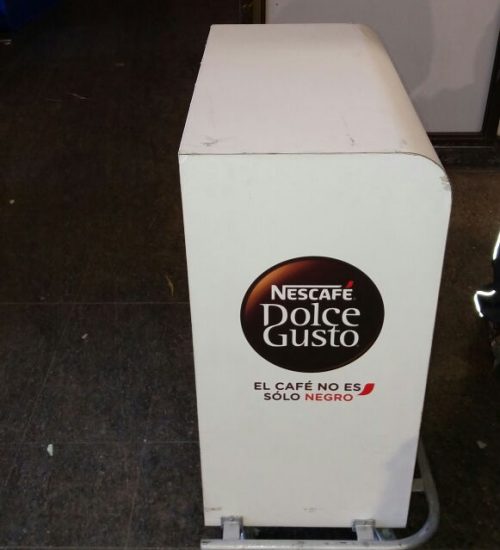 NESCAFÉ
Dolce
Gusto
EL CAFÉ NO ES
SÓLO NEGRO